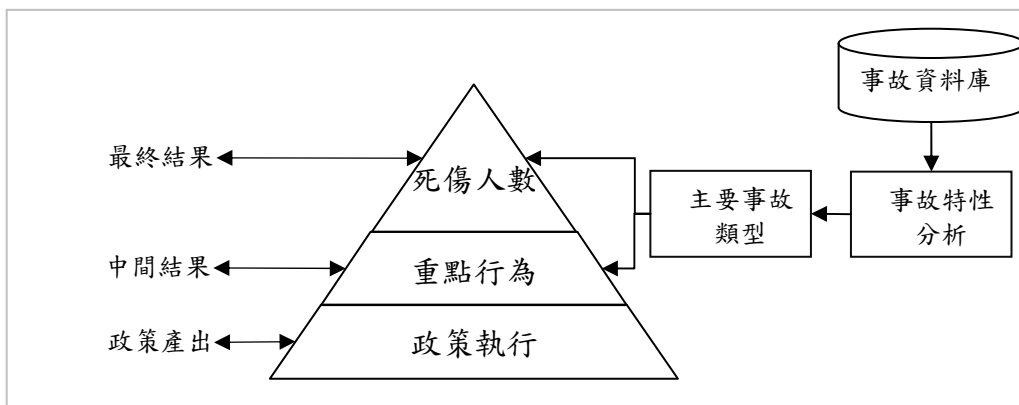 事故資料庫
最終結果
死傷人數
主要事故
類型
事故特性
分析
中間結果
重點行為
政策產出
政策執行